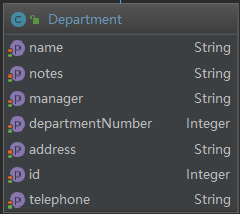 C Department
P name String
P notes String
P manager String
P departmentNumber Integer
P address String
P id Integer
P telephone String